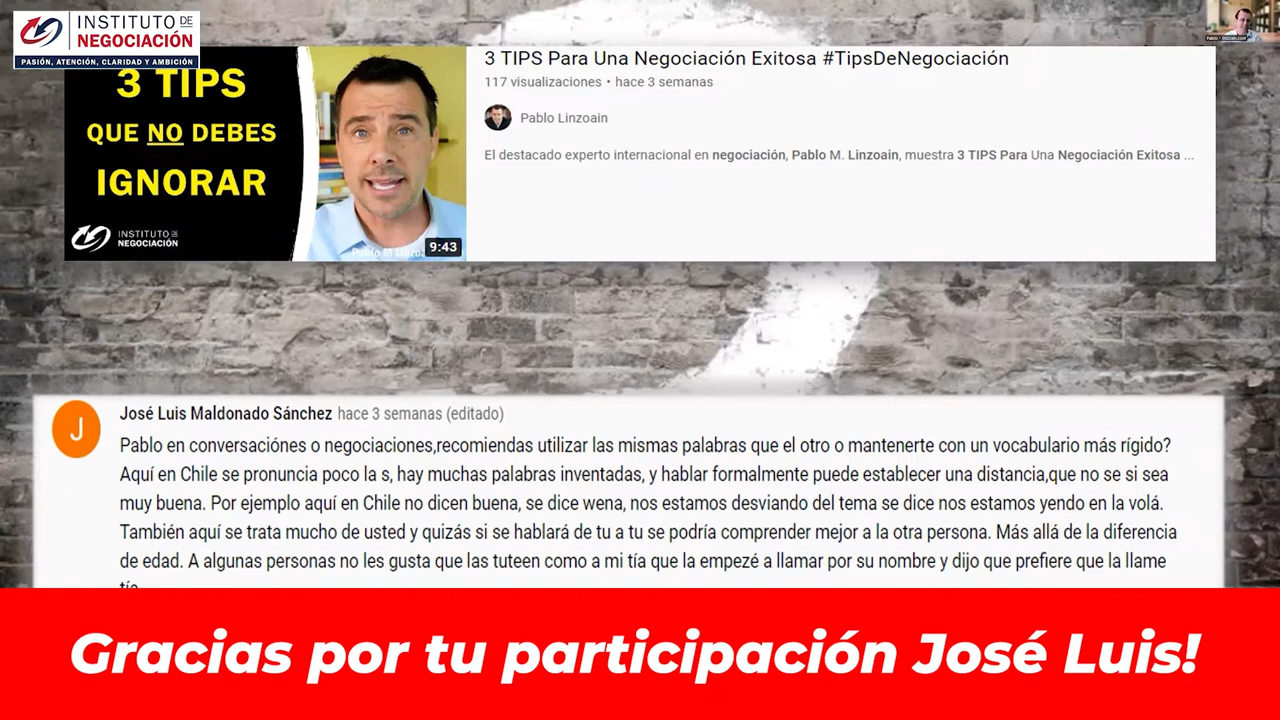 INSTITUTO DE
NEGOCIACIÓN
PASIÓN, ATENCIÓN, CLARIDAD Y AMBICIÓN
3 TIPS
QUE NO DEBES
IGNORAR
INSTITUTO DE
NEGOCIACIÓN
9:43
3 TIPS Para Una Negociación Exitosa #TipsDeNegociación
117 visualizaciones • hace 3 semanas
Pablo Linzoain
El destacado experto internacional en negociación, Pablo M. Linzoain, muestra 3 TIPS Para Una Negociación Exitosa ...
J
José Luis Maldonado Sánchez hace 3 semanas (editado)
Pablo en conversaciónes o negociaciones,recomiendas utilizar las mismas palabras que el otro o mantenerte con un vocabulario más rígido?
Aquí en Chile se pronuncia poco la s, hay muchas palabras inventadas, y hablar formalmente puede establecer una distancia,que no se si sea
muy buena. Por ejemplo aquí en Chile no dicen buena, se dice wena, nos estamos desviando del tema se dice nos estamos yendo en la volá.
También aquí se trata mucho de usted y quizás si se hablará de tu a tu se podría comprender mejor a la otra persona. Más allá de la diferencia
de edad. A algunas personas no les gusta que las tuteen como a mi tía que la empezé a llamar por su nombre y dijo que prefiere que la llame
tía
Gracias por tu participación José Luis!